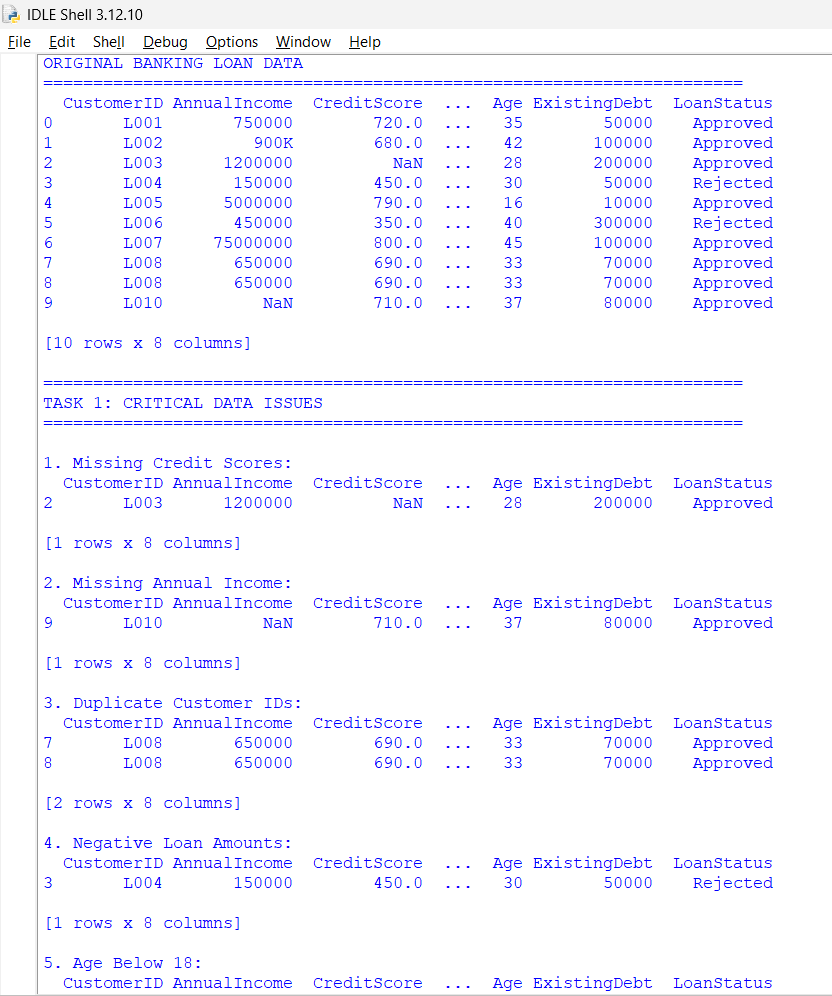 IDLE Shell 3.12.10
File Edit Shell Debug Options Window Help
ORIGINAL BANKING LOAN DATA
======================================================================
  CustomerID AnnualIncome  CreditScore  ...  Age ExistingDebt  LoanStatus
0       L001       750000        720.0  ...   35        50000    Approved
1       L002         900K        680.0  ...   42       100000    Approved
2       L003      1200000          NaN  ...   28       200000    Approved
3       L004       150000        450.0  ...   30        50000    Rejected
4       L005      5000000        790.0  ...   16        10000    Approved
5       L006       450000        350.0  ...   40       300000    Rejected
6       L007     75000000        800.0  ...   45       100000    Approved
7       L008       650000        690.0  ...   33        70000    Approved
8       L008       650000        690.0  ...   33        70000    Approved
9       L010          NaN        710.0  ...   37        80000    Approved
[10 rows x 8 columns]
======================================================================
TASK 1: CRITICAL DATA ISSUES
======================================================================
1. Missing Credit Scores:
  CustomerID AnnualIncome  CreditScore  ...  Age ExistingDebt  LoanStatus
2       L003      1200000          NaN  ...   28       200000    Approved
[1 rows x 8 columns]
2. Missing Annual Income:
  CustomerID AnnualIncome  CreditScore  ...  Age ExistingDebt  LoanStatus
9       L010          NaN        710.0  ...   37        80000    Approved
[1 rows x 8 columns]
3. Duplicate Customer IDs:
  CustomerID AnnualIncome  CreditScore  ...  Age ExistingDebt  LoanStatus
7       L008       650000        690.0  ...   33        70000    Approved
8       L008       650000        690.0  ...   33        70000    Approved
[2 rows x 8 columns]
4. Negative Loan Amounts:
  CustomerID AnnualIncome  CreditScore  ...  Age ExistingDebt  LoanStatus
3       L004       150000        450.0  ...   30        50000    Rejected
[1 rows x 8 columns]
5. Age Below 18:
  CustomerID AnnualIncome  CreditScore  ...  Age ExistingDebt  LoanStatus